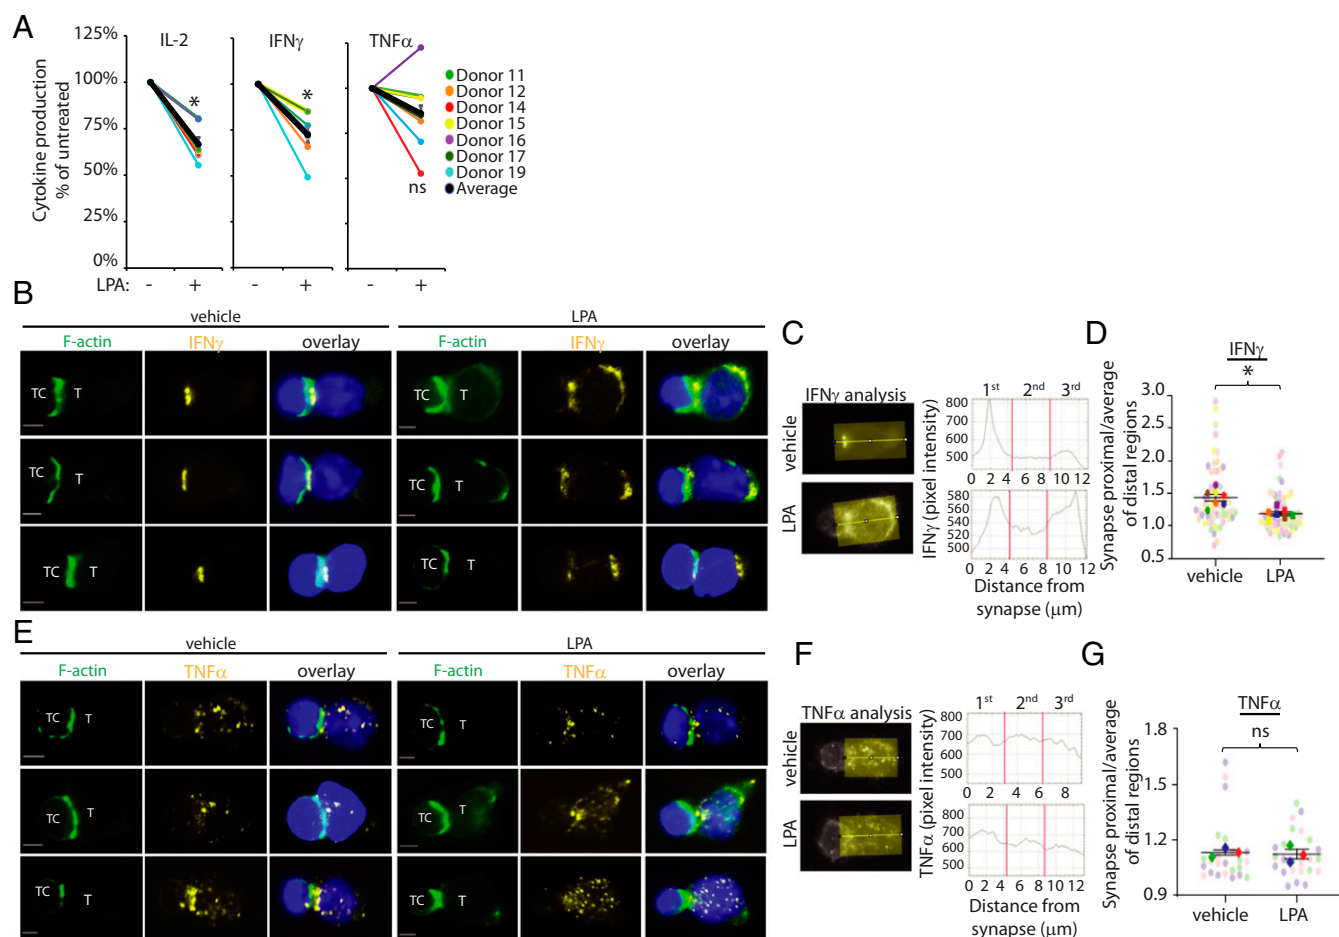 A
IL-2 IFNγ TNFα
Cytokine production
% of untreated
125%
100%
75%
50%
25%
0%
* * ns
LPA: - + - + - +
Donor 11
Donor 12
Donor 14
Donor 15
Donor 16
Donor 17
Donor 19
Average
B
vehicle LPA
F-actin IFNγ overlay F-actin IFNγ overlay
TC T TC T
TC T TC T
TC T TC T
C
IFNγ analysis
vehicle
LPA
IFNγ (pixel intensity)
1st 2nd 3rd
800
700
600
500
0 2 4 6 8 10 12
580
560
540
520
500
0 2 4 6 8 10 12
Distance from
synapse (μm)
D
IFNγ
*
Synapse proximal/average
of distal regions
3.0
2.5
2.0
1.5
1.0
0.5
vehicle LPA
E
vehicle LPA
F-actin TNFα overlay F-actin TNFα overlay
TC T TC T
TC T TC T
TC T TC T
F
TNFα analysis
vehicle
LPA
TNFα (pixel intensity)
1st 2nd 3rd
800
700
600
500
0 2 4 6 8
800
700
600
500
0 2 4 6 8 10 12
Distance from
synapse (μm)
G
TNFα
ns
Synapse proximal/average
of distal regions
1.8
1.5
1.2
0.9
vehicle LPA